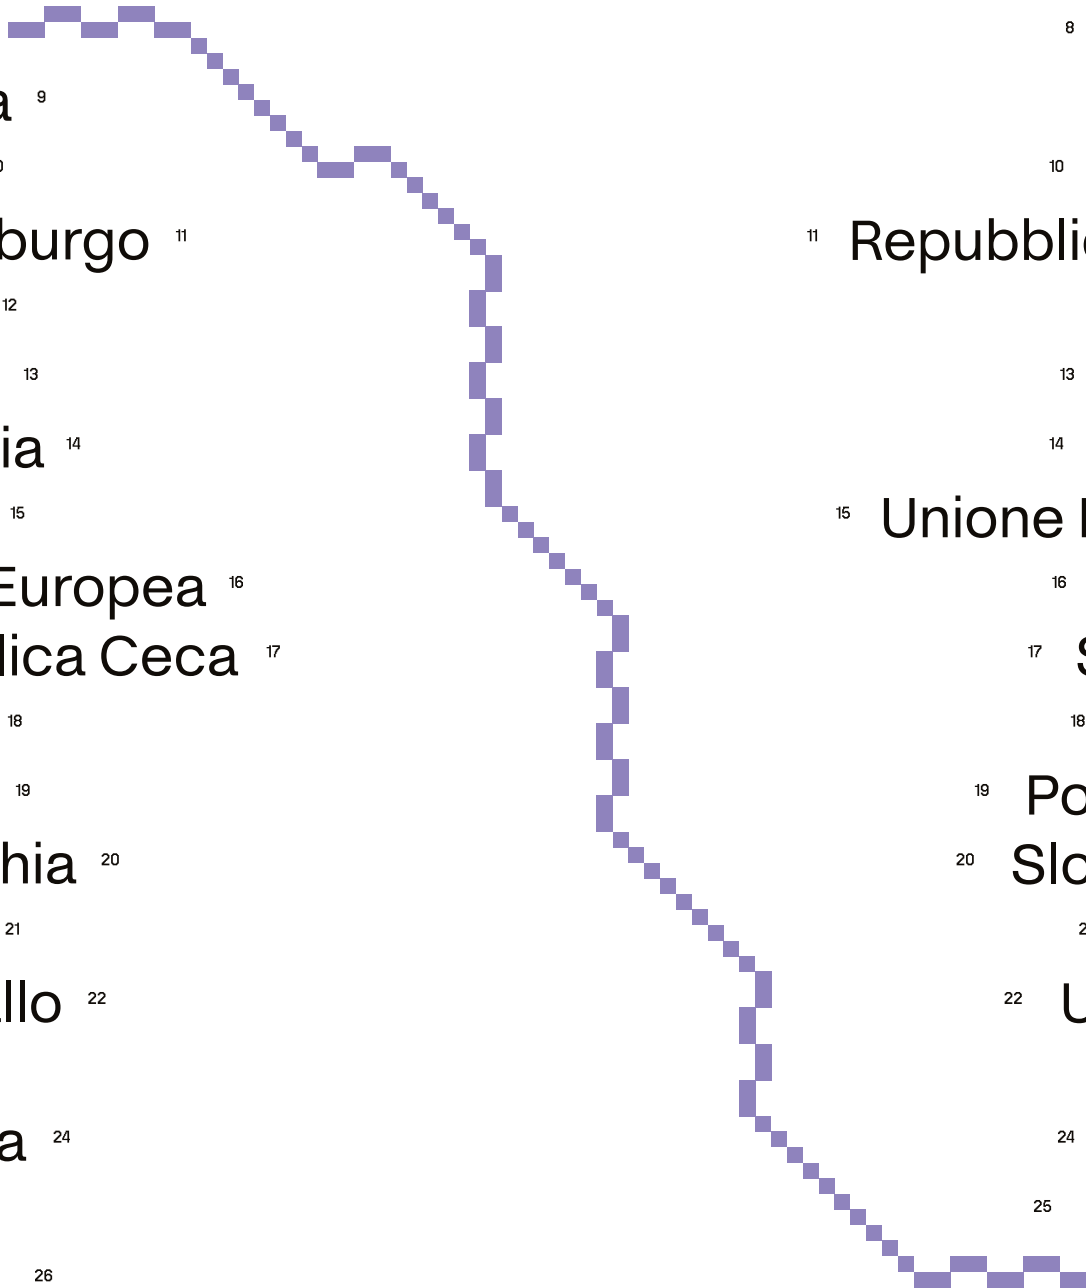 8
a 9
10
burgo 11 11 Repubbli
12
13 13
ia 14 14
15 15 Unione
Europea 16 16
lica Ceca 17 17 S
18 18
19 19 Po
hia 20 20 Slo
21
llo 22 22 U
a 24 24
25
26